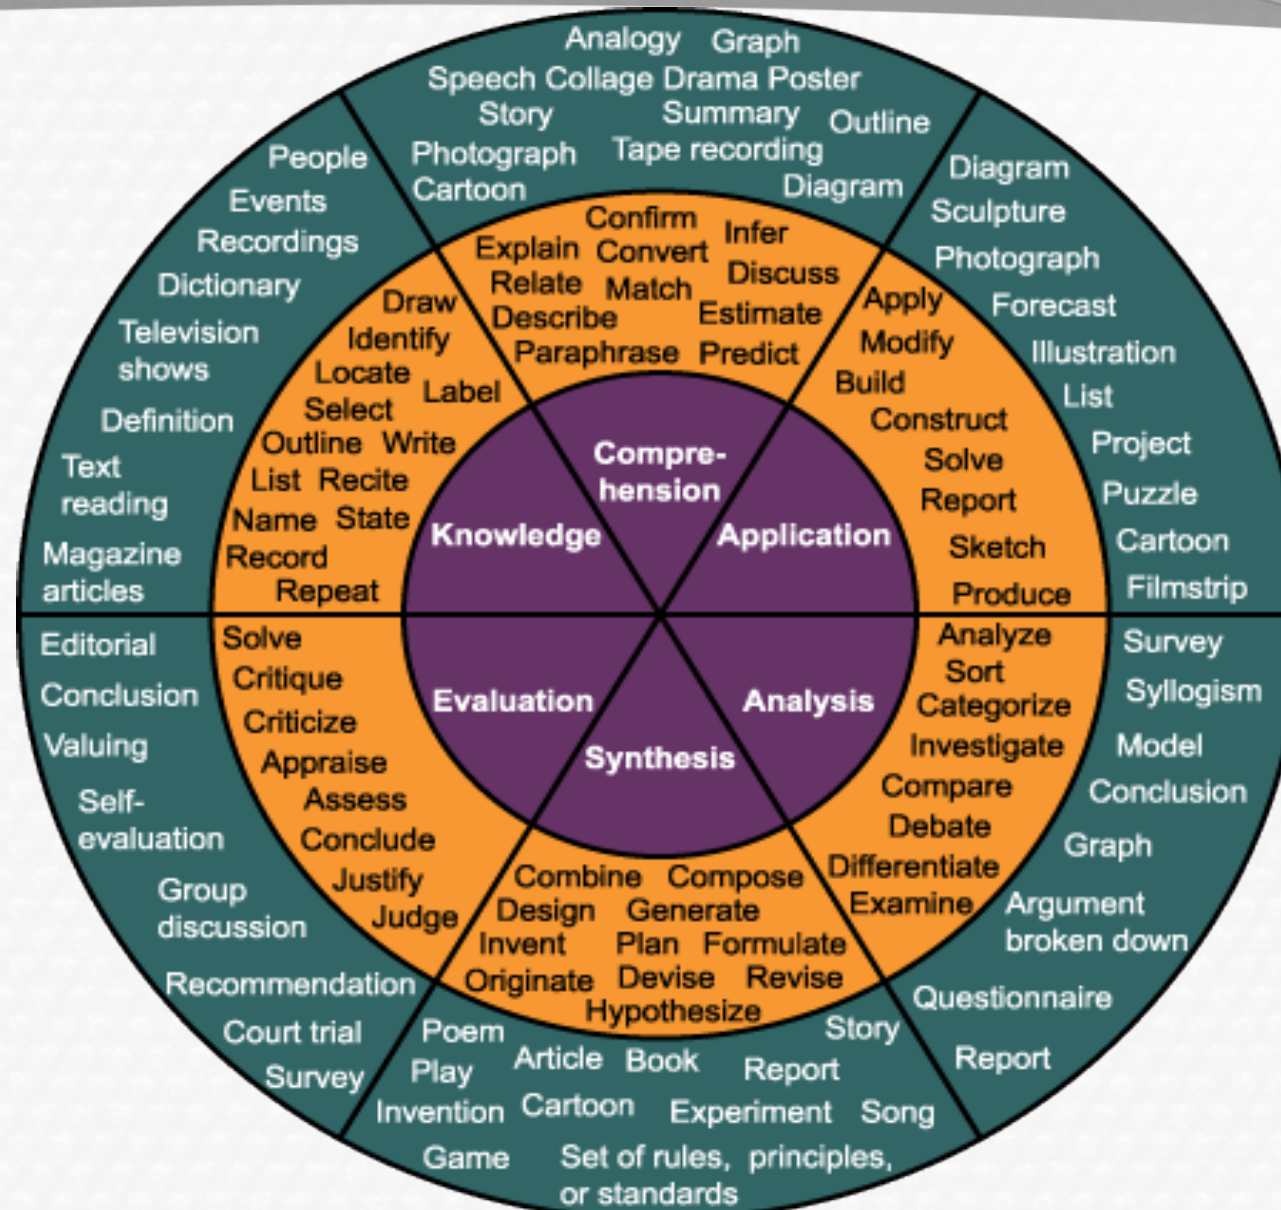 Analogy Graph
Speech Collage Drama Poster
Story Summary Outline
Photograph Tape recording
Cartoon Diagram
Confirm Infer
Explain Convert
Relate Match Discuss
Describe Estimate
Paraphrase Predict
Compre-
hension
Diagram
Sculpture
Photograph
Forecast
Illustration
List
Project
Puzzle
Cartoon
Filmstrip
Apply
Modify
Build
Construct
Solve
Report
Sketch
Produce
Application
Survey
Syllogism
Model
Conclusion
Graph
Argument
broken down
Questionnaire
Report
Analyze
Sort
Categorize
Investigate
Compare
Debate
Differentiate
Examine
Analysis
Synthesis
Combine Compose
Design Generate
Invent Plan Formulate
Originate Devise Revise
Hypothesize
Poem Story
Play Article Book Report
Invention Cartoon Experiment Song
Game Set of rules, principles,
or standards
Evaluation
Solve
Critique
Criticize
Appraise
Assess
Conclude
Justify
Judge
Editorial
Conclusion
Valuing
Self-
evaluation
Group
discussion
Recommendation
Court trial
Survey
Knowledge
Draw
Identify
Locate
Label
Select
Outline Write
List Recite
Name State
Record
Repeat
People
Events
Recordings
Dictionary
Television
shows
Definition
Text
reading
Magazine
articles